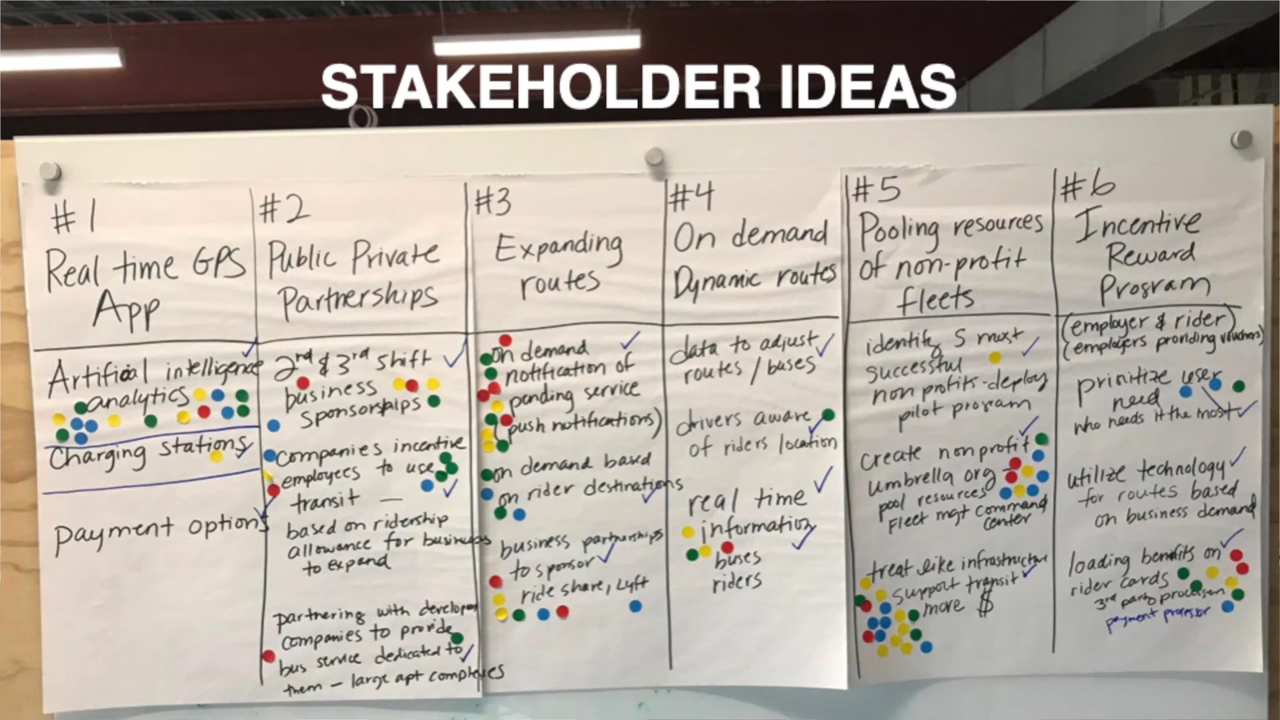 STAKEHOLDER IDEAS
#1
Real time GPS
App
Artificial intelligence
analytics
Charging stations
Payment options
#2
Public Private
Partnerships
2nd & 3rd shift
business
sponsorships
Companies incentive
employees to use
transit —
based on ridership
allowance for business
to expand
partnering with developer
companies to provide
bus service dedicated to
them – large apt complexes
#3
Expanding
routes
on demand
notification of
pending service
(push notifications)
on demand based
on rider destinations
business partnerships
to sponsor
ride share, Lyft
#4
On demand
Dynamic routes
data to adjust
routes / buses
drivers aware
of riders location
real time
information
buses
riders
#5
Pooling resources
of non-profit
fleets
identify 5 most
successful
non profits-deploy
pilot program
Create nonprofit
umbrella org –
pool resources
Fleet mgt command
center
treat like infrastructure
support transit
more $
#6
Incentive
Reward
Program
(employer & rider)
(employers providing vouchers)
prioritize user
need
who needs it the most
utilize technology
for routes based
on business demand
loading benefits on
rider cards
3rd party processor
payment processor